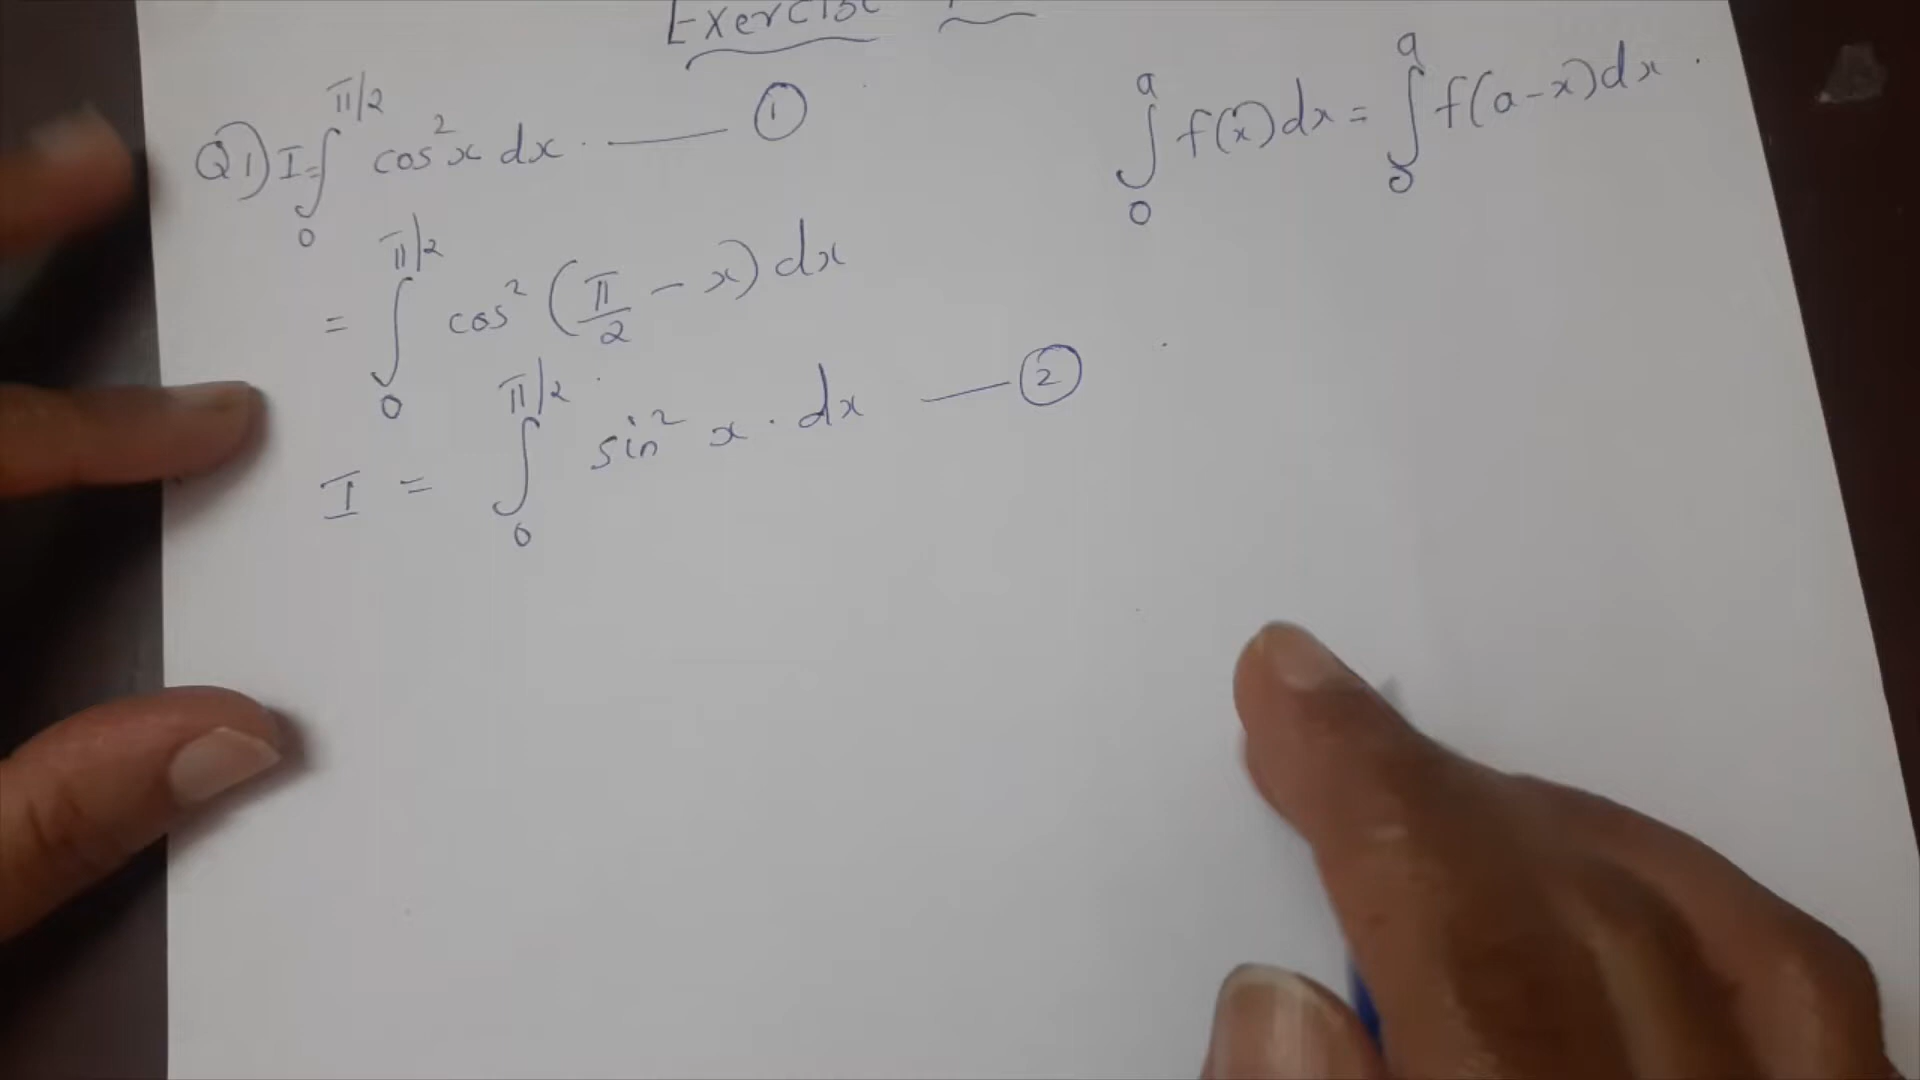 Exercise
Q1) I = ∫₀^{π/2} cos²x dx. —— ①
∫₀^a f(x)dx = ∫₀^a f(a-x)dx.
= ∫₀^{π/2} cos² (π/2 - x) dx
I = ∫₀^{π/2} sin² x . dx —— ②